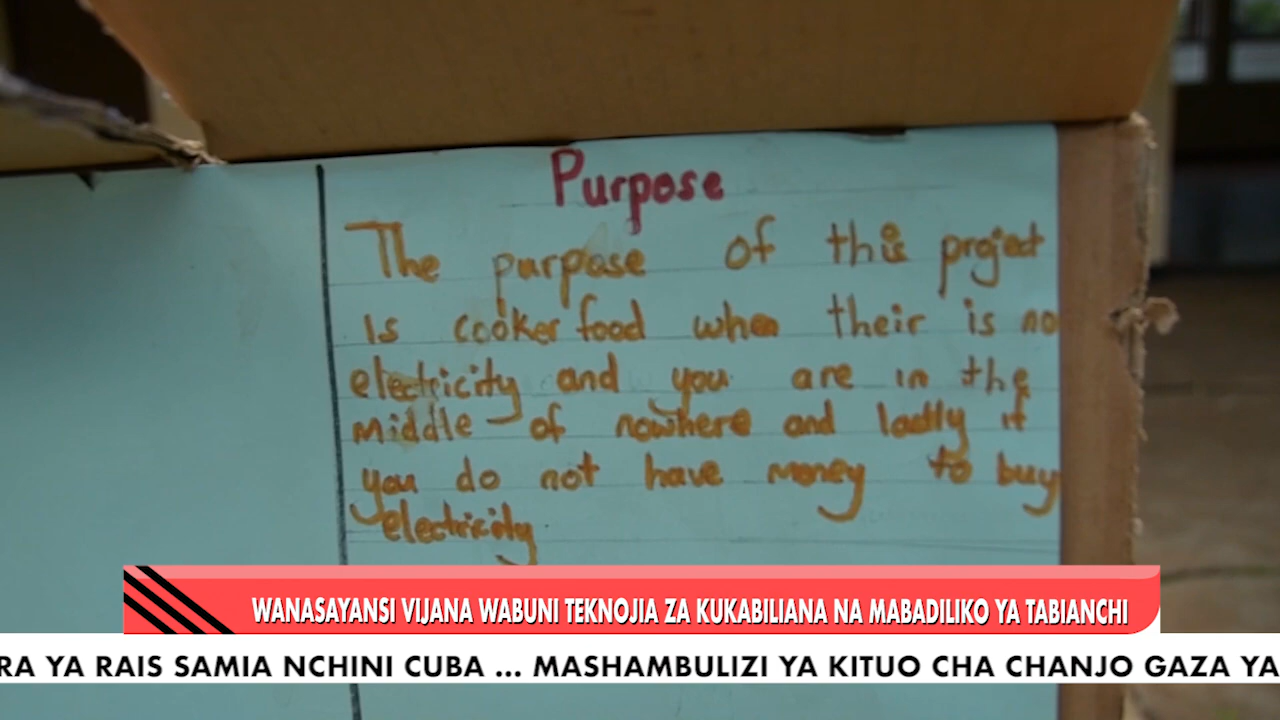 Purpose
The purpose of this project
is cooker food when their is no
electricity and you are in the
middle of nowhere and lastly if
you do not have money to buy
electricity
WANASAYANSI VIJANA WABUNI TEKNOJIA ZA KUKABILIANA NA MABADILIKO YA TABIANCHI
RA YA RAIS SAMIA NCHINI CUBA ... MASHAMBULIZI YA KITUO CHA CHANJO GAZA YA